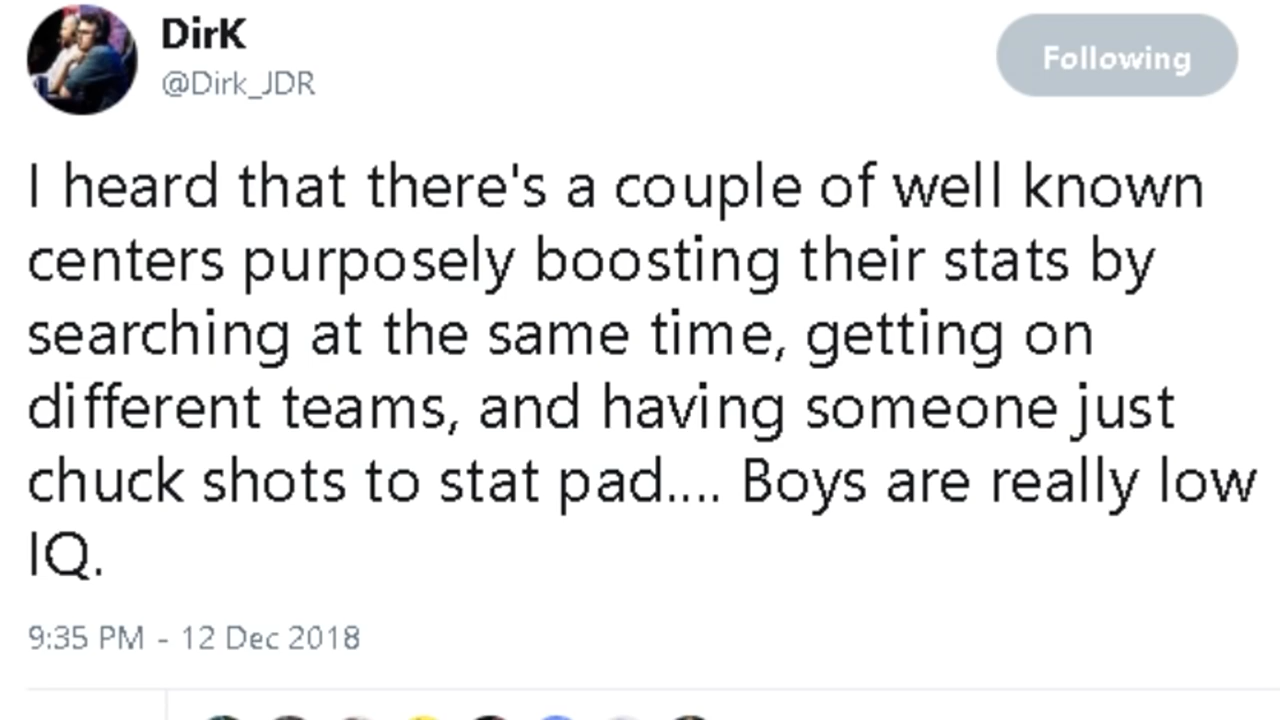 DirK
@Dirk_JDR
Following
I heard that there's a couple of well known
centers purposely boosting their stats by
searching at the same time, getting on
different teams, and having someone just
chuck shots to stat pad.... Boys are really low
IQ.
9:35 PM - 12 Dec 2018